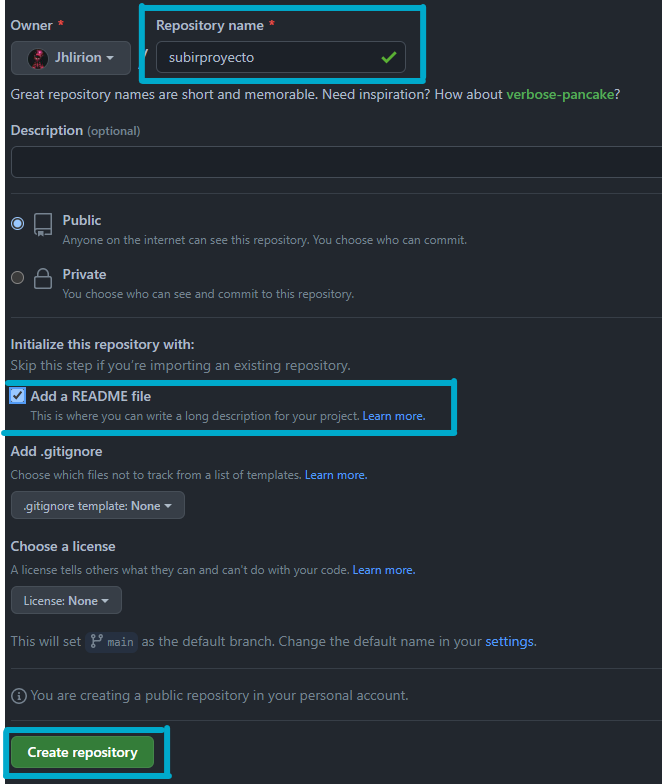 Owner * Repository name *
Jhlirion / subirproyecto
Great repository names are short and memorable. Need inspiration? How about verbose-pancake?
Description (optional)
Public
Anyone on the internet can see this repository. You choose who can commit.
Private
You choose who can see and commit to this repository.
Initialize this repository with:
Skip this step if you're importing an existing repository.
Add a README file
This is where you can write a long description for your project. Learn more.
Add .gitignore
Choose which files not to track from a list of templates. Learn more.
.gitignore template: None
Choose a license
A license tells others what they can and can't do with your code. Learn more.
License: None
This will set main as the default branch. Change the default name in your settings.
You are creating a public repository in your personal account.
Create repository